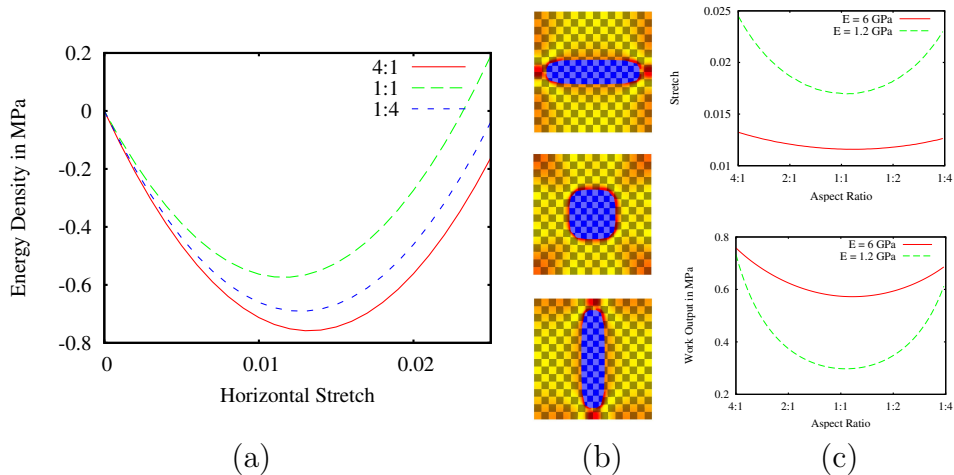 0.2
0
-0.2
-0.4
-0.6
-0.8
Energy Density in MPa
4:1
1:1
1:4
0
0.01
0.02
Horizontal Stretch
(a)
(b)
0.025
0.02
0.015
0.01
Stretch
E = 6 GPa
E = 1.2 GPa
4:1 2:1 1:1 1:2 1:4
Aspect Ratio
0.8
0.6
0.4
0.2
Work Output in MPa
E = 6 GPa
E = 1.2 GPa
4:1 2:1 1:1 1:2 1:4
Aspect Ratio
(c)